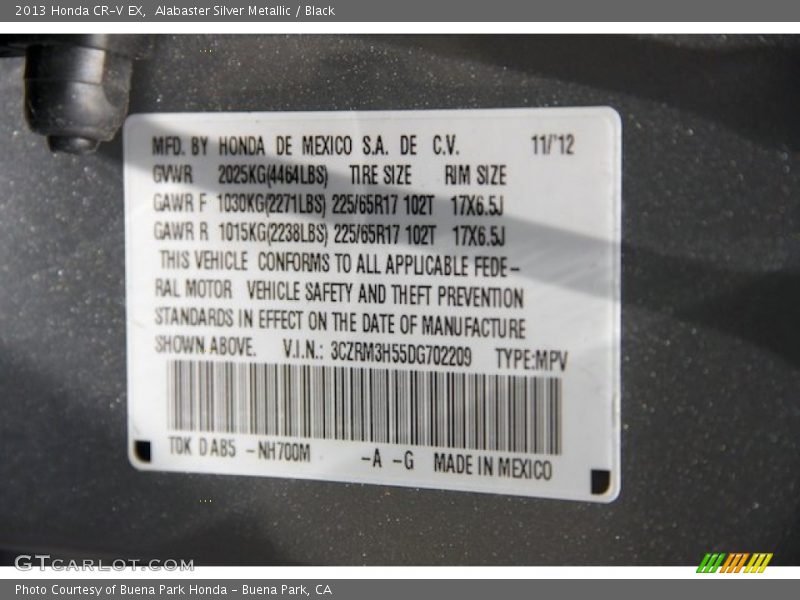 2013 Honda CR-V EX,  Alabaster Silver Metallic / Black
MFD. BY HONDA DE MEXICO S.A. DE C.V. 11/'12
GVWR 2025KG(4464LBS) TIRE SIZE RIM SIZE
GAWR F 1030KG(2271LBS) 225/65R17 102T 17X6.5J
GAWR R 1015KG(2238LBS) 225/65R17 102T 17X6.5J
THIS VEHICLE CONFORMS TO ALL APPLICABLE FEDE-
RAL MOTOR VEHICLE SAFETY AND THEFT PREVENTION
STANDARDS IN EFFECT ON THE DATE OF MANUFACTURE
SHOWN ABOVE. V.I.N.: 3CZRM3H55DG702209 TYPE:MPV
TDK DAB5 -NH700M -A -G MADE IN MEXICO
GTCARLOT.COM
Photo Courtesy of Buena Park Honda - Buena Park, CA